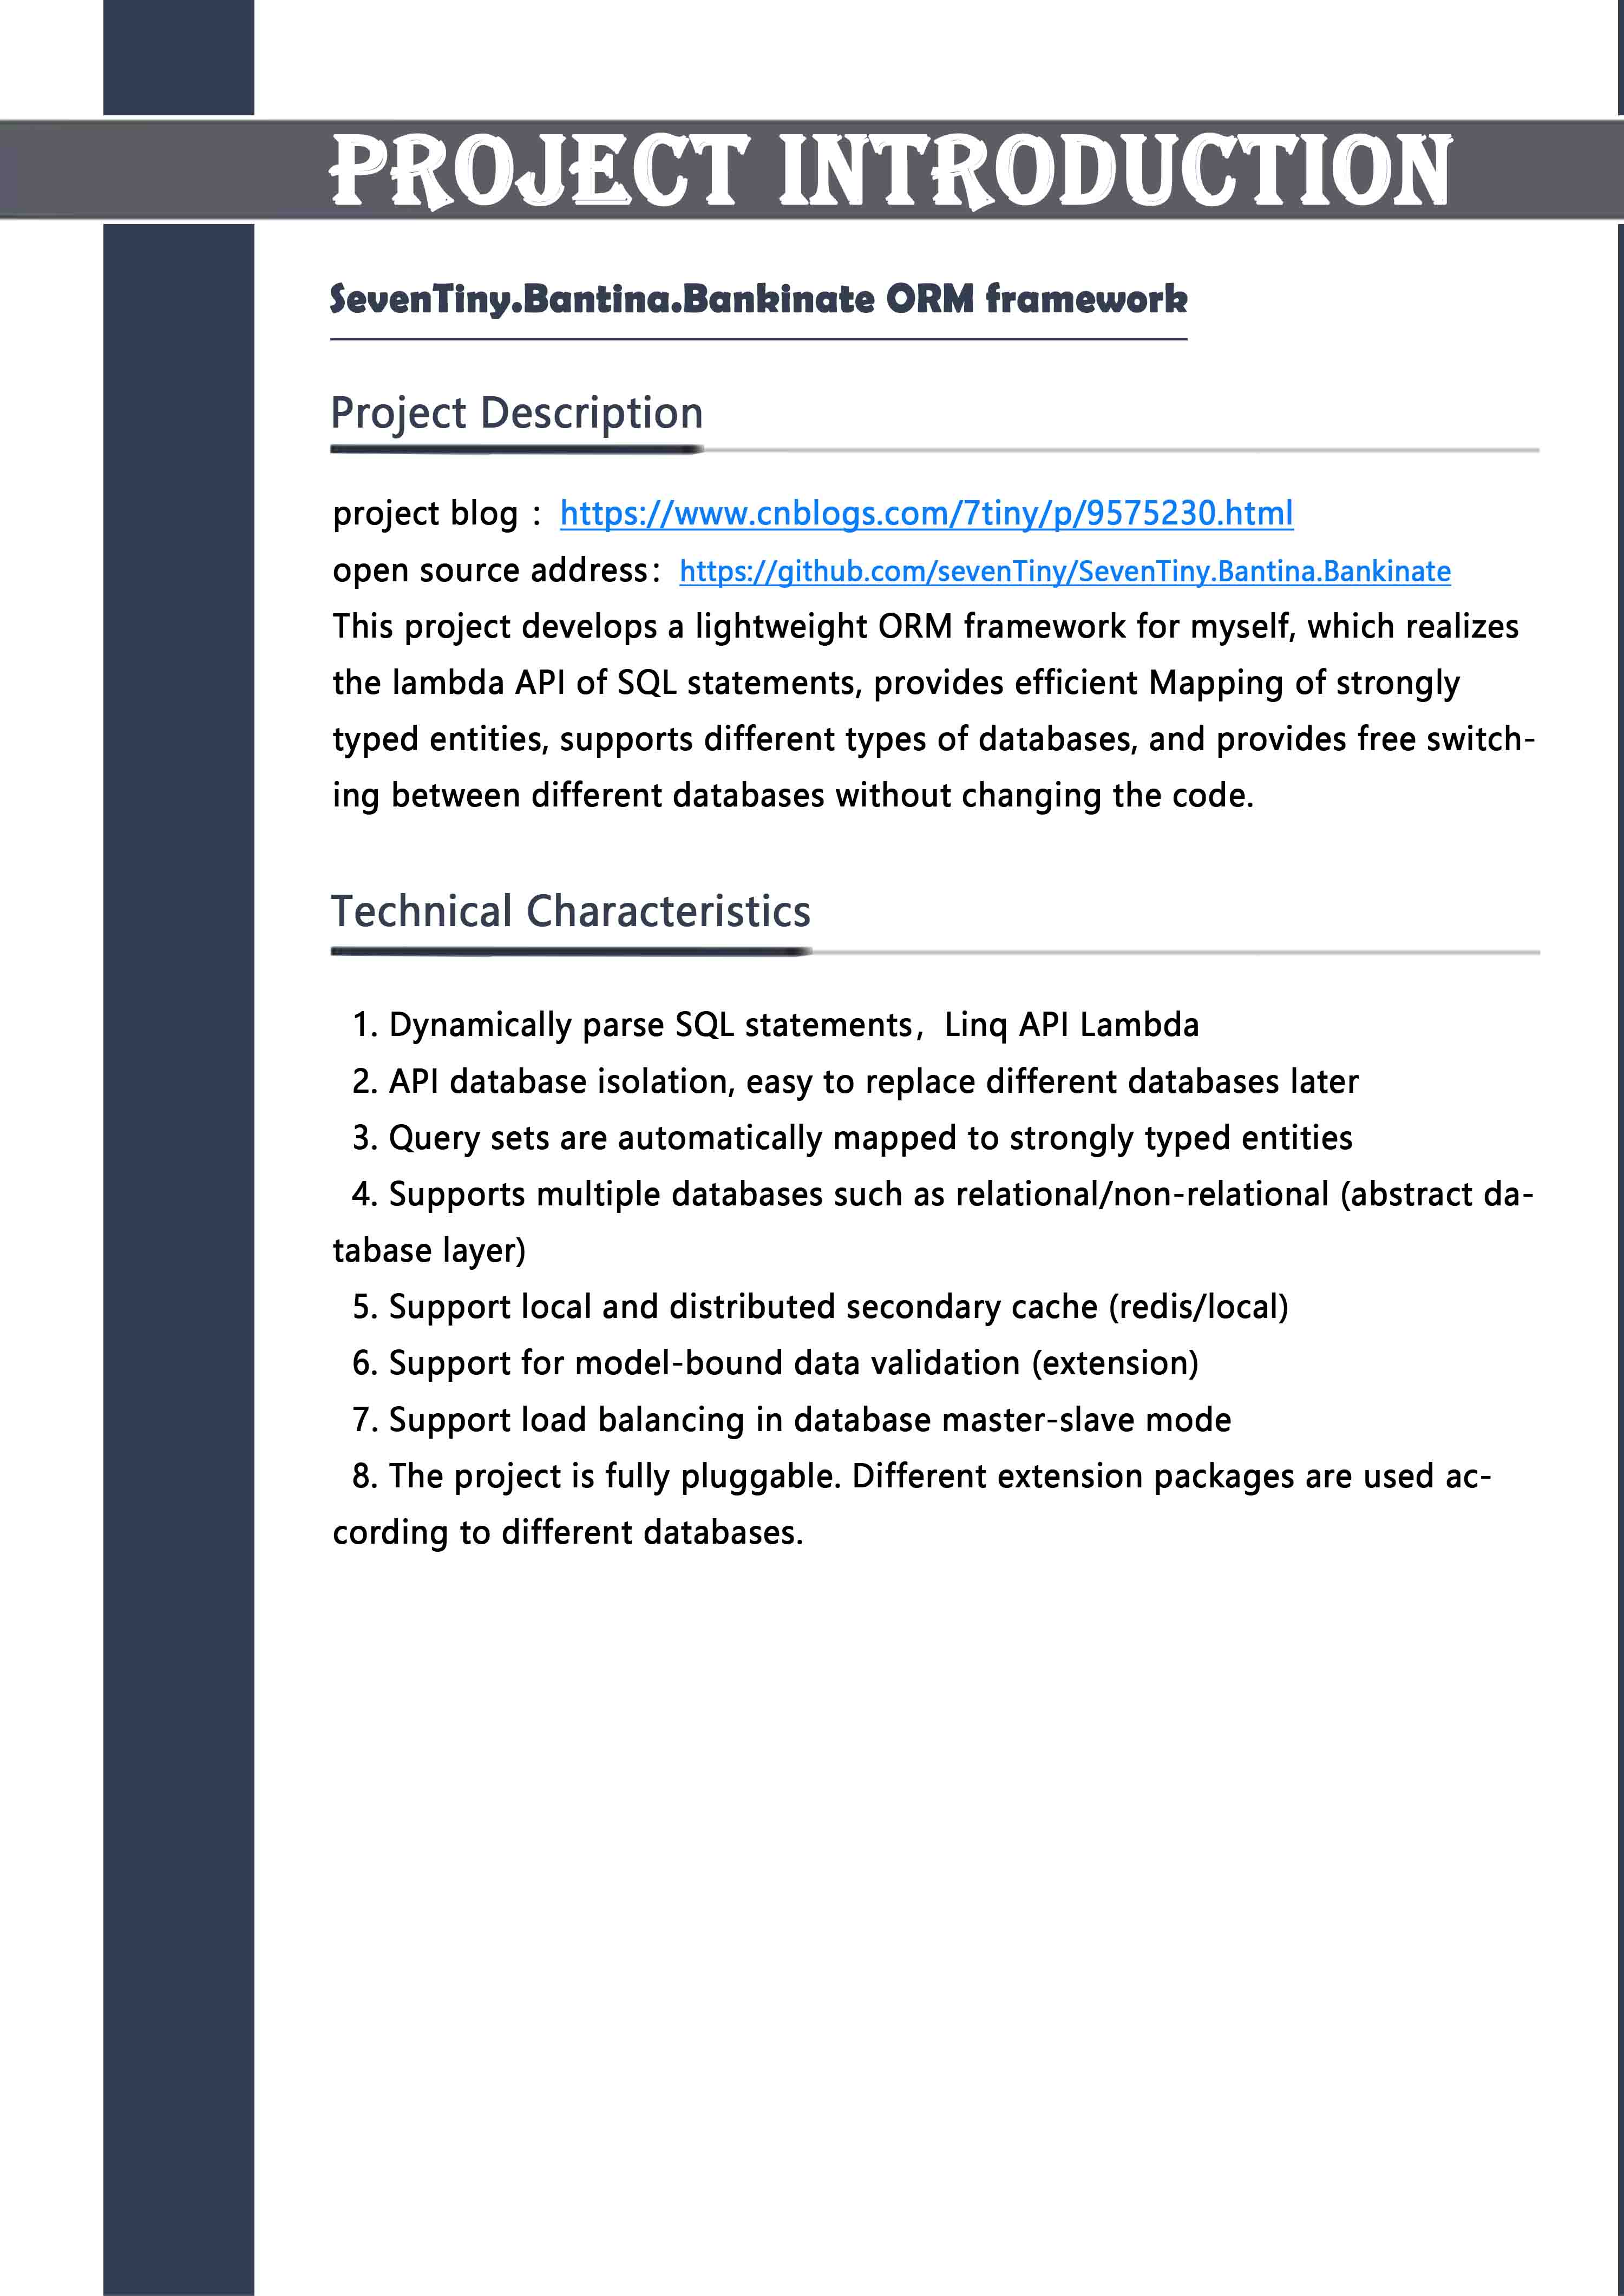 PROJECT INTRODUCTION
SevenTiny.Bantina.Bankinate ORM framework
Project Description
project blog： https://www.cnblogs.com/7tiny/p/9575230.html
open source address： https://github.com/sevenTiny/SevenTiny.Bantina.Bankinate
This project develops a lightweight ORM framework for myself, which realizes
the lambda API of SQL statements, provides efficient Mapping of strongly
typed entities, supports different types of databases, and provides free switch-
ing between different databases without changing the code.
Technical Characteristics
1. Dynamically parse SQL statements，Linq API Lambda
2. API database isolation, easy to replace different databases later
3. Query sets are automatically mapped to strongly typed entities
4. Supports multiple databases such as relational/non-relational (abstract da-
tabase layer)
5. Support local and distributed secondary cache (redis/local)
6. Support for model-bound data validation (extension)
7. Support load balancing in database master-slave mode
8. The project is fully pluggable. Different extension packages are used ac-
cording to different databases.